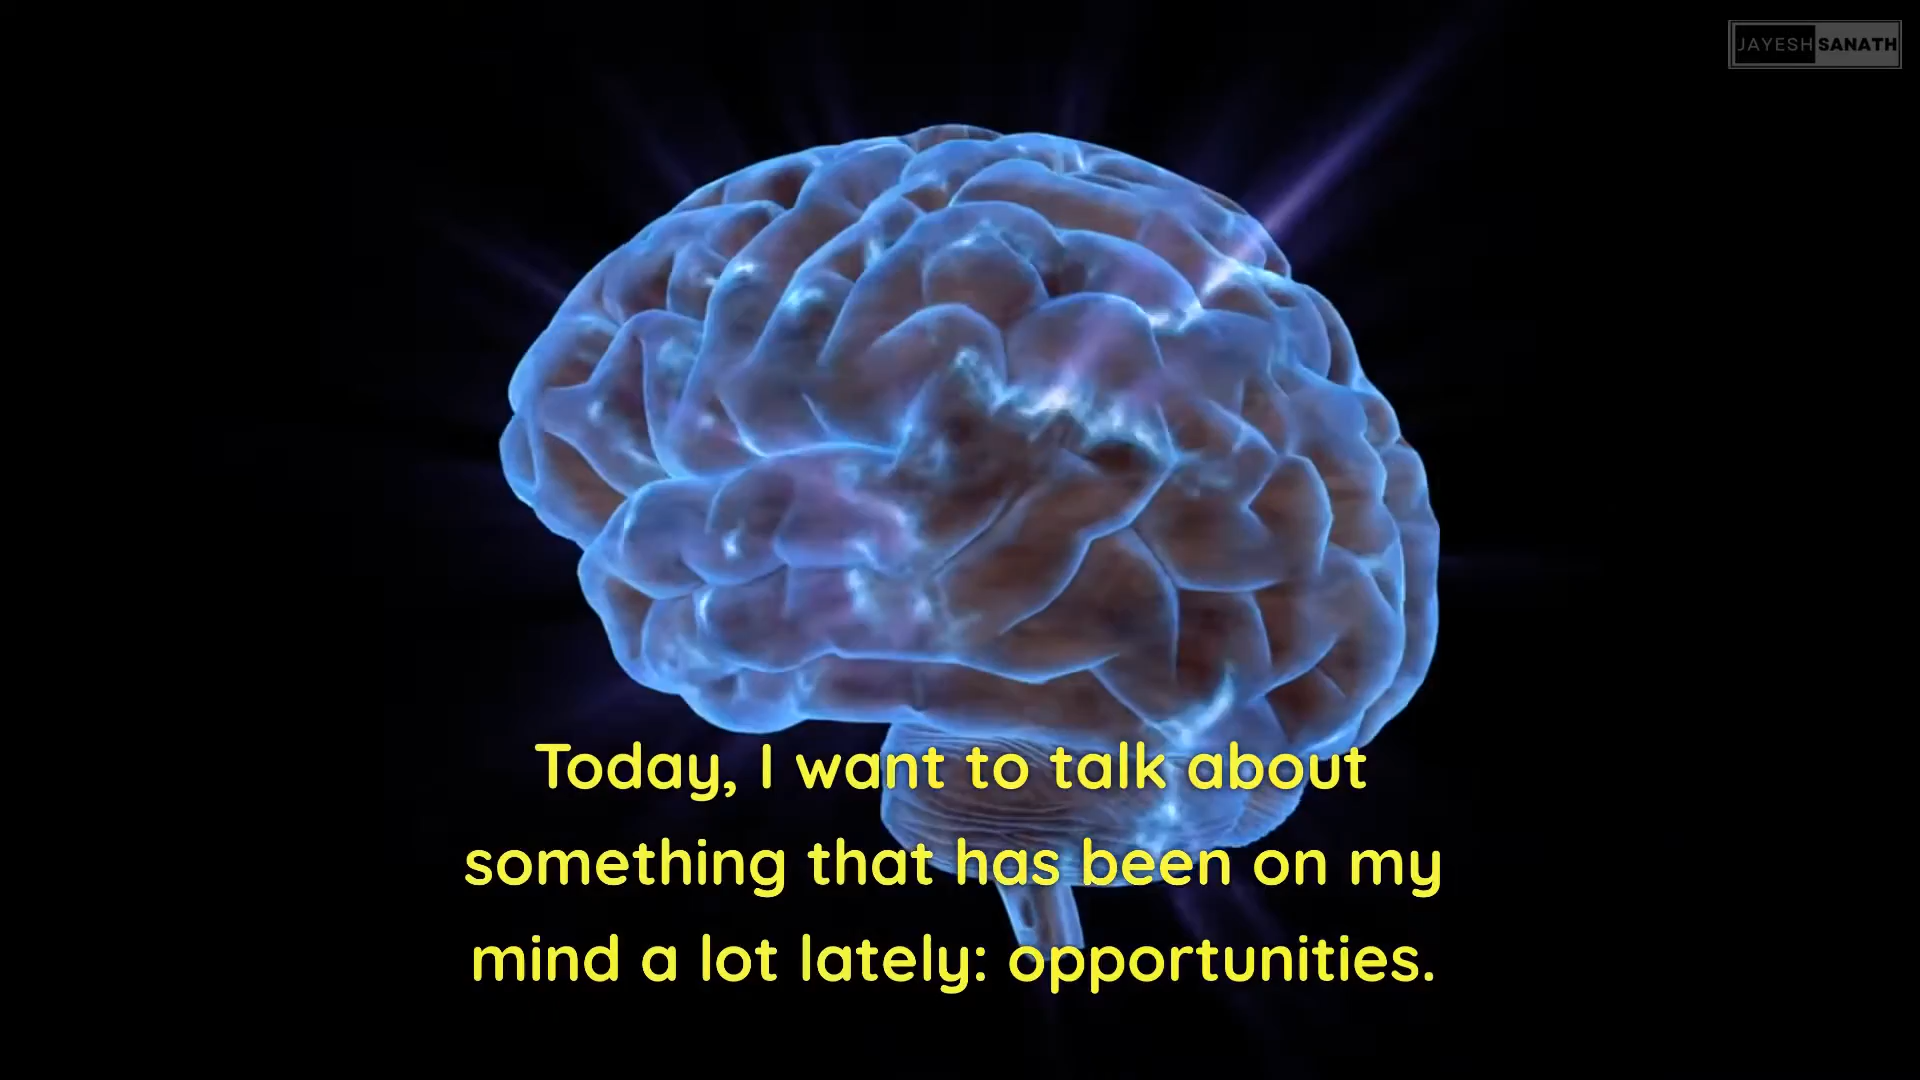 JAYESH SANATH
Today, I want to talk about
something that has been on my
mind a lot lately: opportunities.